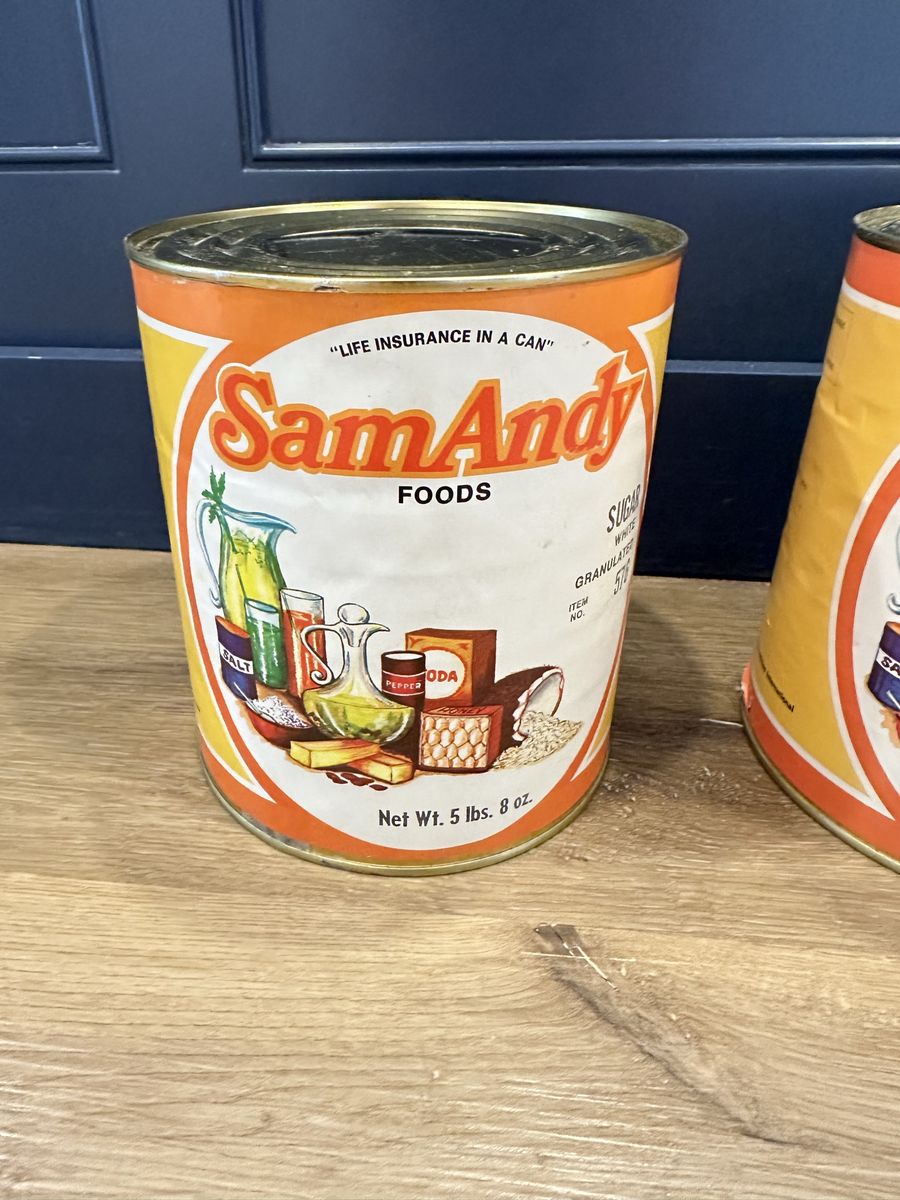 "LIFE INSURANCE IN A CAN"
SamAndy
FOODS
SUGAR
WHITE
GRANULATED
ITEM
NO.
SALT
PEPPER
ODA
HONEY
Net Wt. 5 lbs. 8 oz.